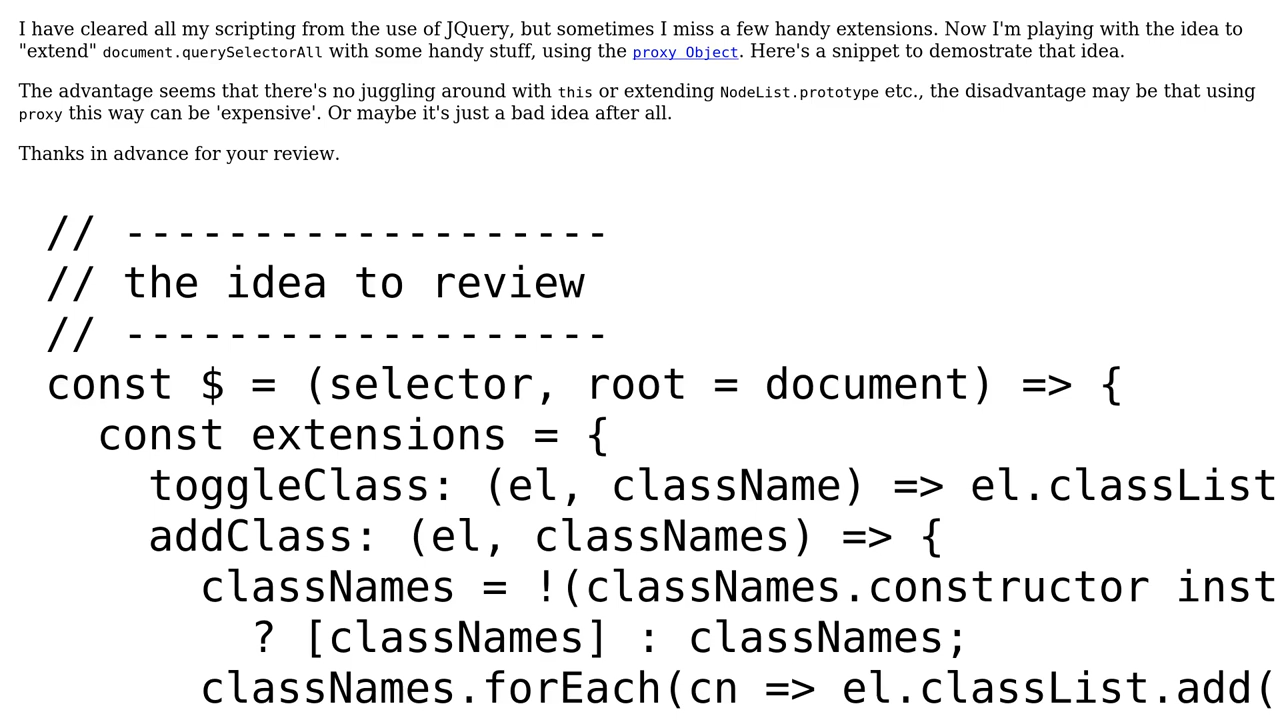 I have cleared all my scripting from the use of JQuery, but sometimes I miss a few handy extensions. Now I'm playing with the idea to
"extend" document.querySelectorAll with some handy stuff, using the proxy Object. Here's a snippet to demostrate that idea.
The advantage seems that there's no juggling around with this or extending NodeList.prototype etc., the disadvantage may be that using
proxy this way can be 'expensive'. Or maybe it's just a bad idea after all.
Thanks in advance for your review.
// -------------------
// the idea to review
// -------------------
const $ = (selector, root = document) => {
const extensions = {
toggleClass: (el, className) => el.classList
addClass: (el, classNames) => {
classNames = !(classNames.constructor inst
? [classNames] : classNames;
classNames.forEach(cn => el.classList.add(